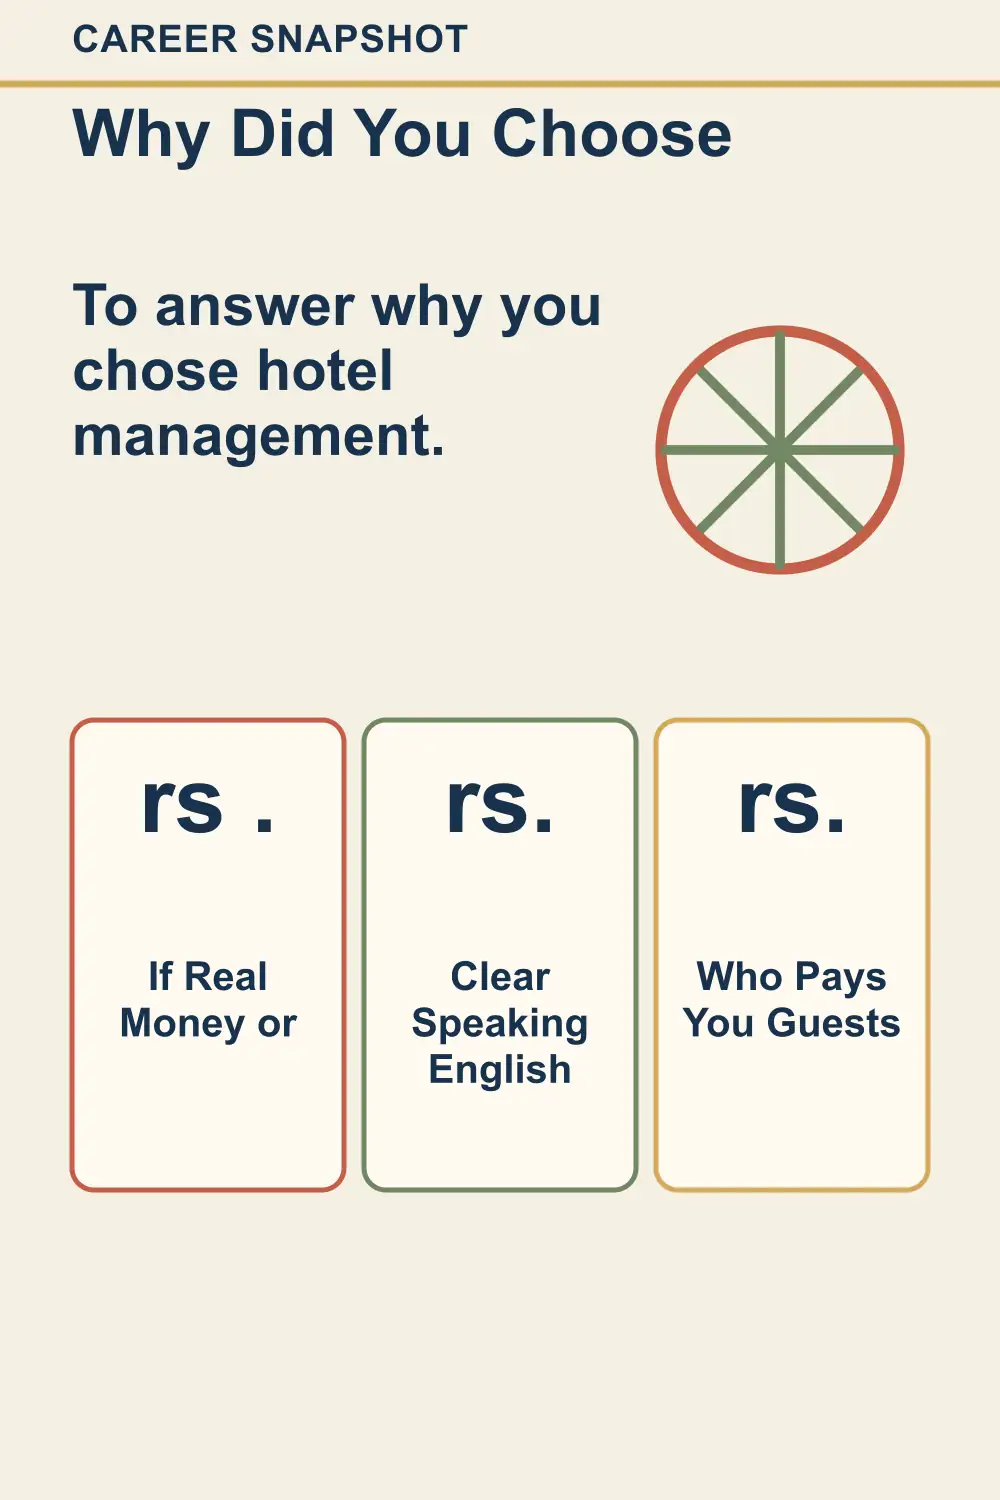 CAREER SNAPSHOT
Why Did You Choose
To answer why you
chose hotel
management.
rs .
If Real
Money or
rs.
Clear
Speaking
English
rs.
Who Pays
You Guests